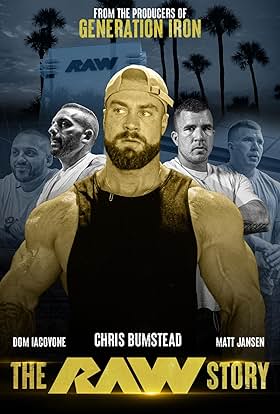 FROM THE PRODUCERS OF
GENERATION IRON
RAW
DOM IACOVONE
CHRIS BUMSTEAD
MATT JANSEN
THE RAW STORY